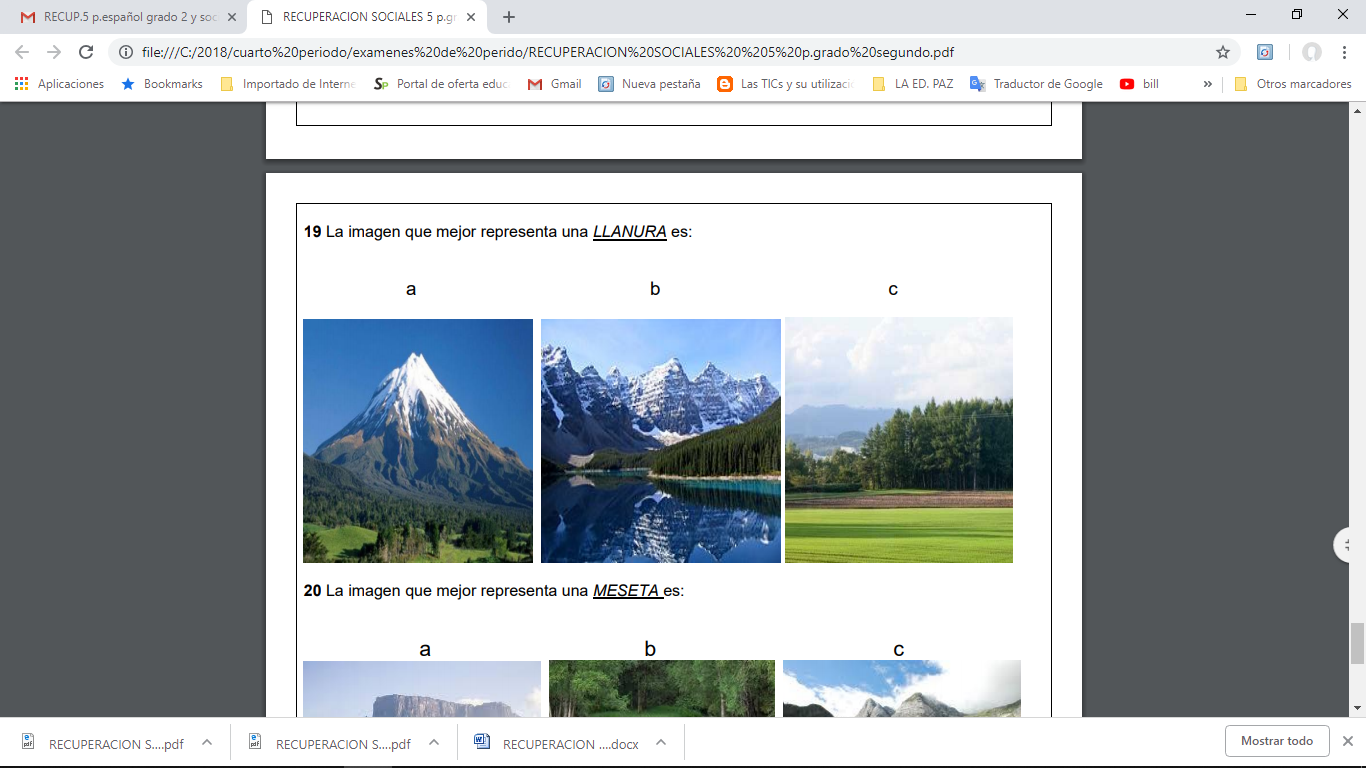 RECUP.5 p.español grado 2 y soc
RECUPERACION SOCIALES 5 p.gr
file:///C:/2018/cuarto%20periodo/examenes%20de%20perido/RECUPERACION%20SOCIALES%20%205%20p.grado%20segundo.pdf
Aplicaciones
Bookmarks
Importado de Interne
Portal de oferta educ
Gmail
Nueva pestaña
Las TICs y su utilizaci
LA ED. PAZ
Traductor de Google
bill
»
Otros marcadores
19 La imagen que mejor representa una LLANURA es:
a b c
20 La imagen que mejor representa una MESETA es:
a b c
RECUPERACION S....pdf
RECUPERACION S....pdf
RECUPERACION ....docx
Mostrar todo